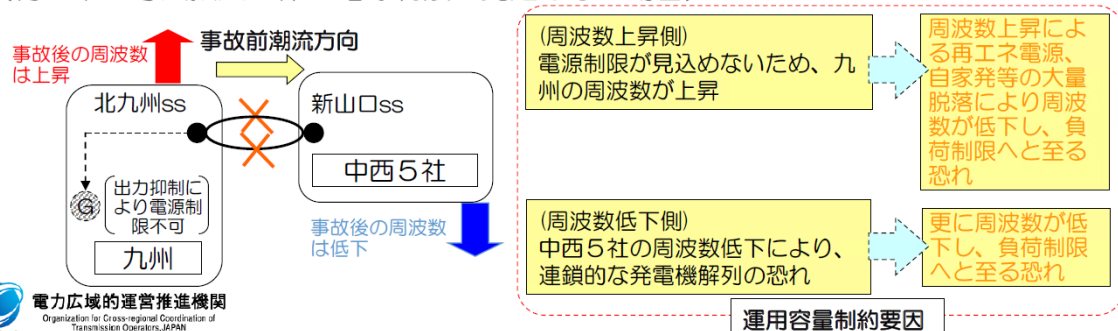 事故後の周波数
は上昇
事故前潮流方向
北九州ss
新山口ss
中西5社
G
出力抑制に
より電源制
限不可
九州
事故後の周波数
は低下
(周波数上昇側)
電源制限が見込めないため、九
州の周波数が上昇
周波数上昇によ
る再エネ電源、
自家発等の大量
脱落により周波
数が低下し、負
荷制限へと至る
恐れ
(周波数低下側)
中西5社の周波数低下により、
連鎖的な発電機解列の恐れ
更に周波数が低
下し、負荷制限
へと至る恐れ
運用容量制約要因
電力広域的運営推進機関
Organization for Cross-regional Coordination of
Transmission Operators, JAPAN